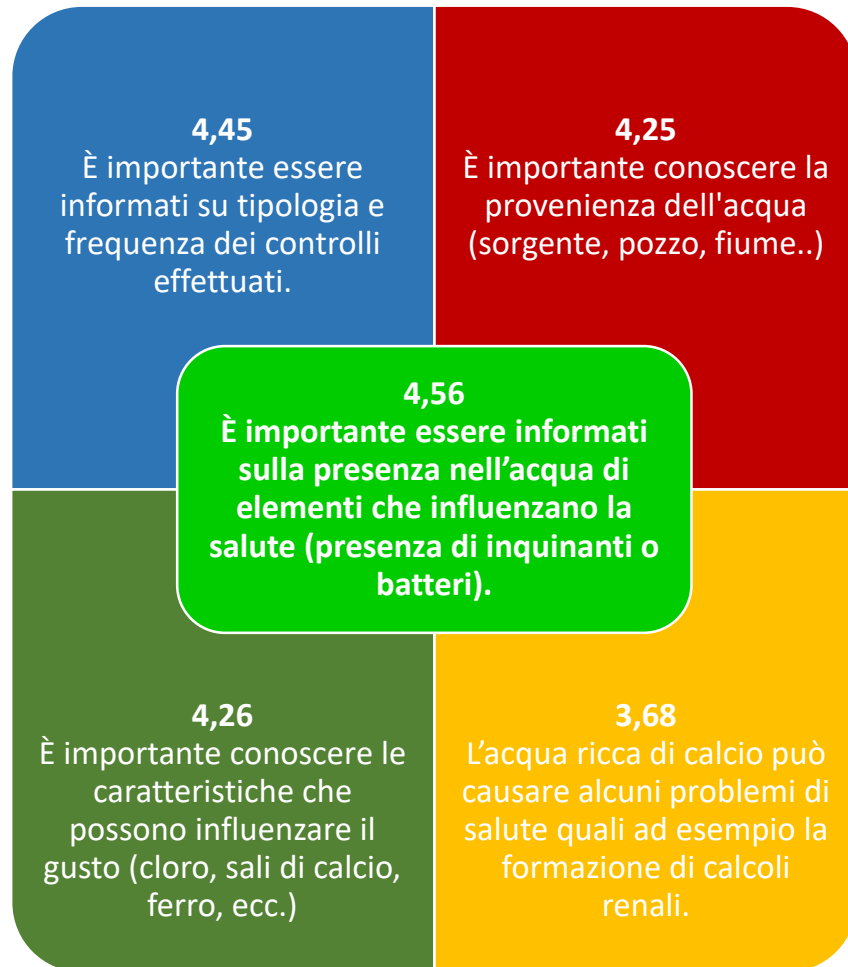 4,45
È importante essere
informati su tipologia e
frequenza dei controlli
effettuati.
4,25
È importante conoscere la
provenienza dell'acqua
(sorgente, pozzo, fiume..)
4,56
È importante essere informati
sulla presenza nell’acqua di
elementi che influenzano la
salute (presenza di inquinanti o
batteri).
4,26
È importante conoscere le
caratteristiche che
possono influenzare il
gusto (cloro, sali di calcio,
ferro, ecc.)
3,68
L’acqua ricca di calcio può
causare alcuni problemi di
salute quali ad esempio la
formazione di calcoli
renali.